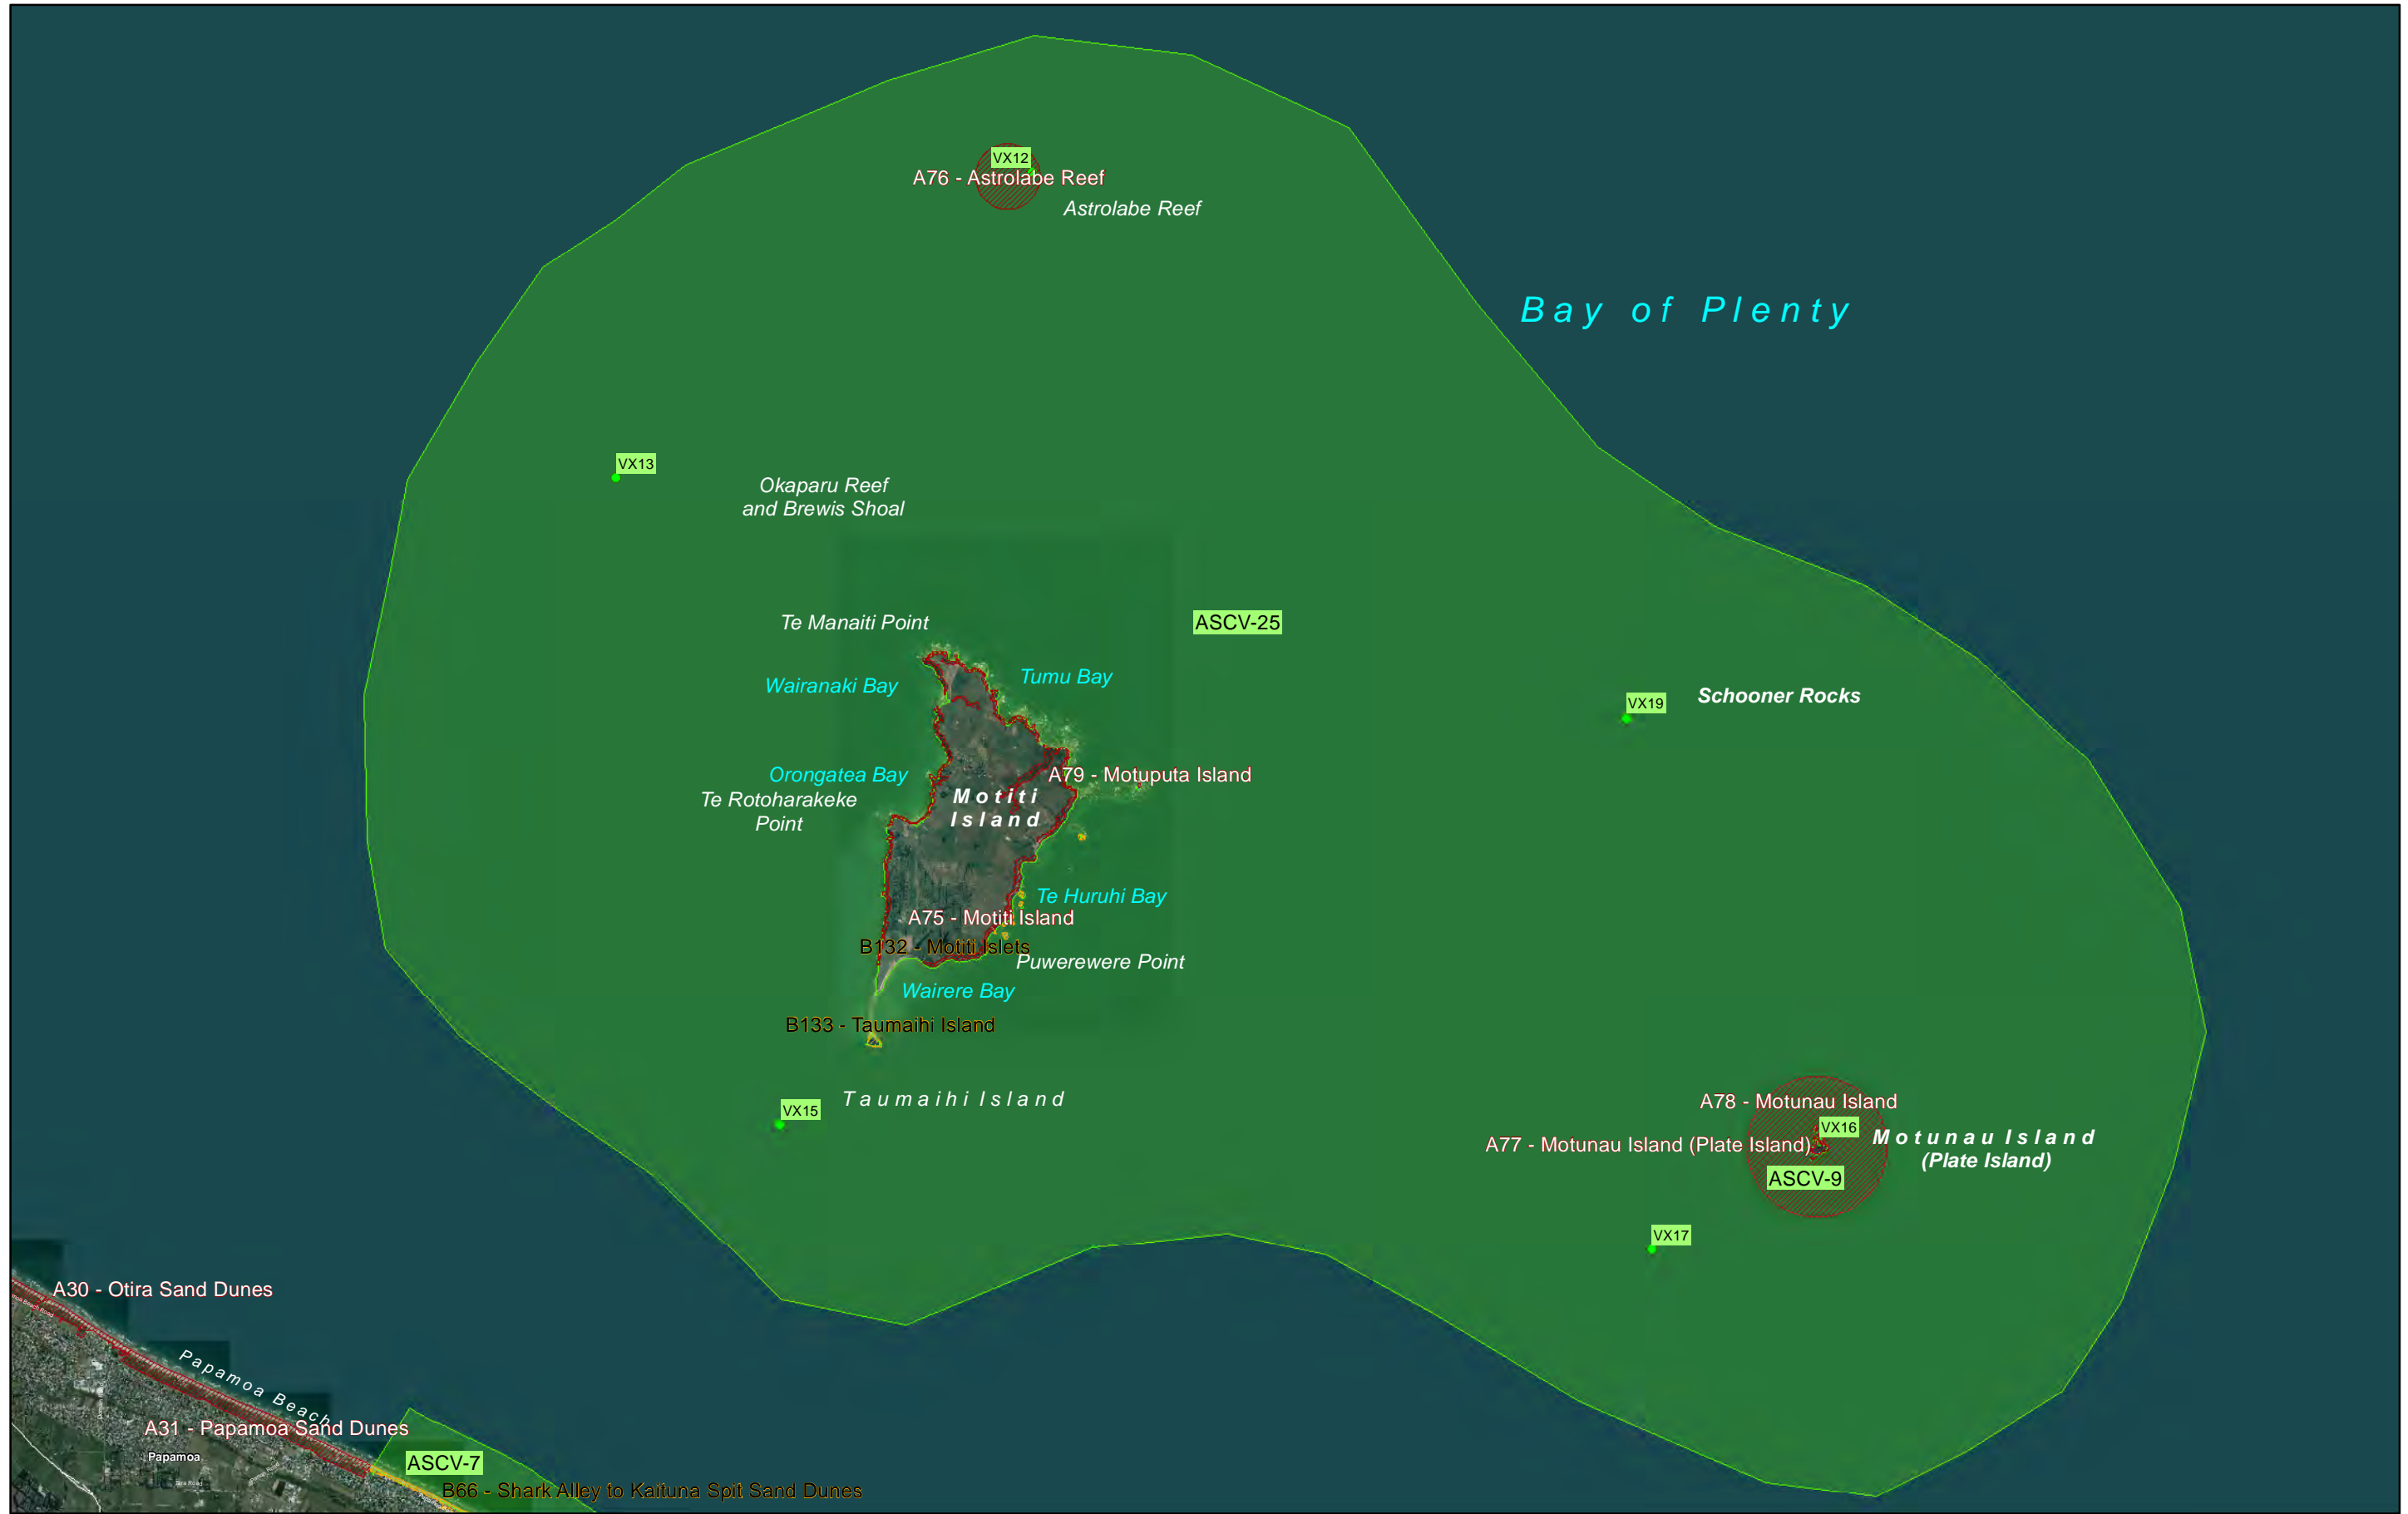 VX12
A76 - Astrolabe Reef
Astrolabe Reef
Bay of Plenty
VX13
Okaparu Reef
and Brewis Shoal
Te Manaiti Point
ASCV-25
Wairanaki Bay
Tumu Bay
VX19
Schooner Rocks
Orongatea Bay
A79 - Motuputa Island
Te Rotoharakeke
Point
Motiti
Island
Te Huruhi Bay
A75 - Motiti Island
B132 - Motiti Islets
Puwerewere Point
Wairere Bay
B133 - Taumaihi Island
Taumaihi Island
VX15
A78 - Motunau Island
VX16
A77 - Motunau Island (Plate Island)
Motunau Island
(Plate Island)
ASCV-9
VX17
A30 - Otira Sand Dunes
Papamoa Beach
A31 - Papamoa Sand Dunes
Papamoa
ASCV-7
B66 - Shark Alley to Kaituna Spit Sand Dunes